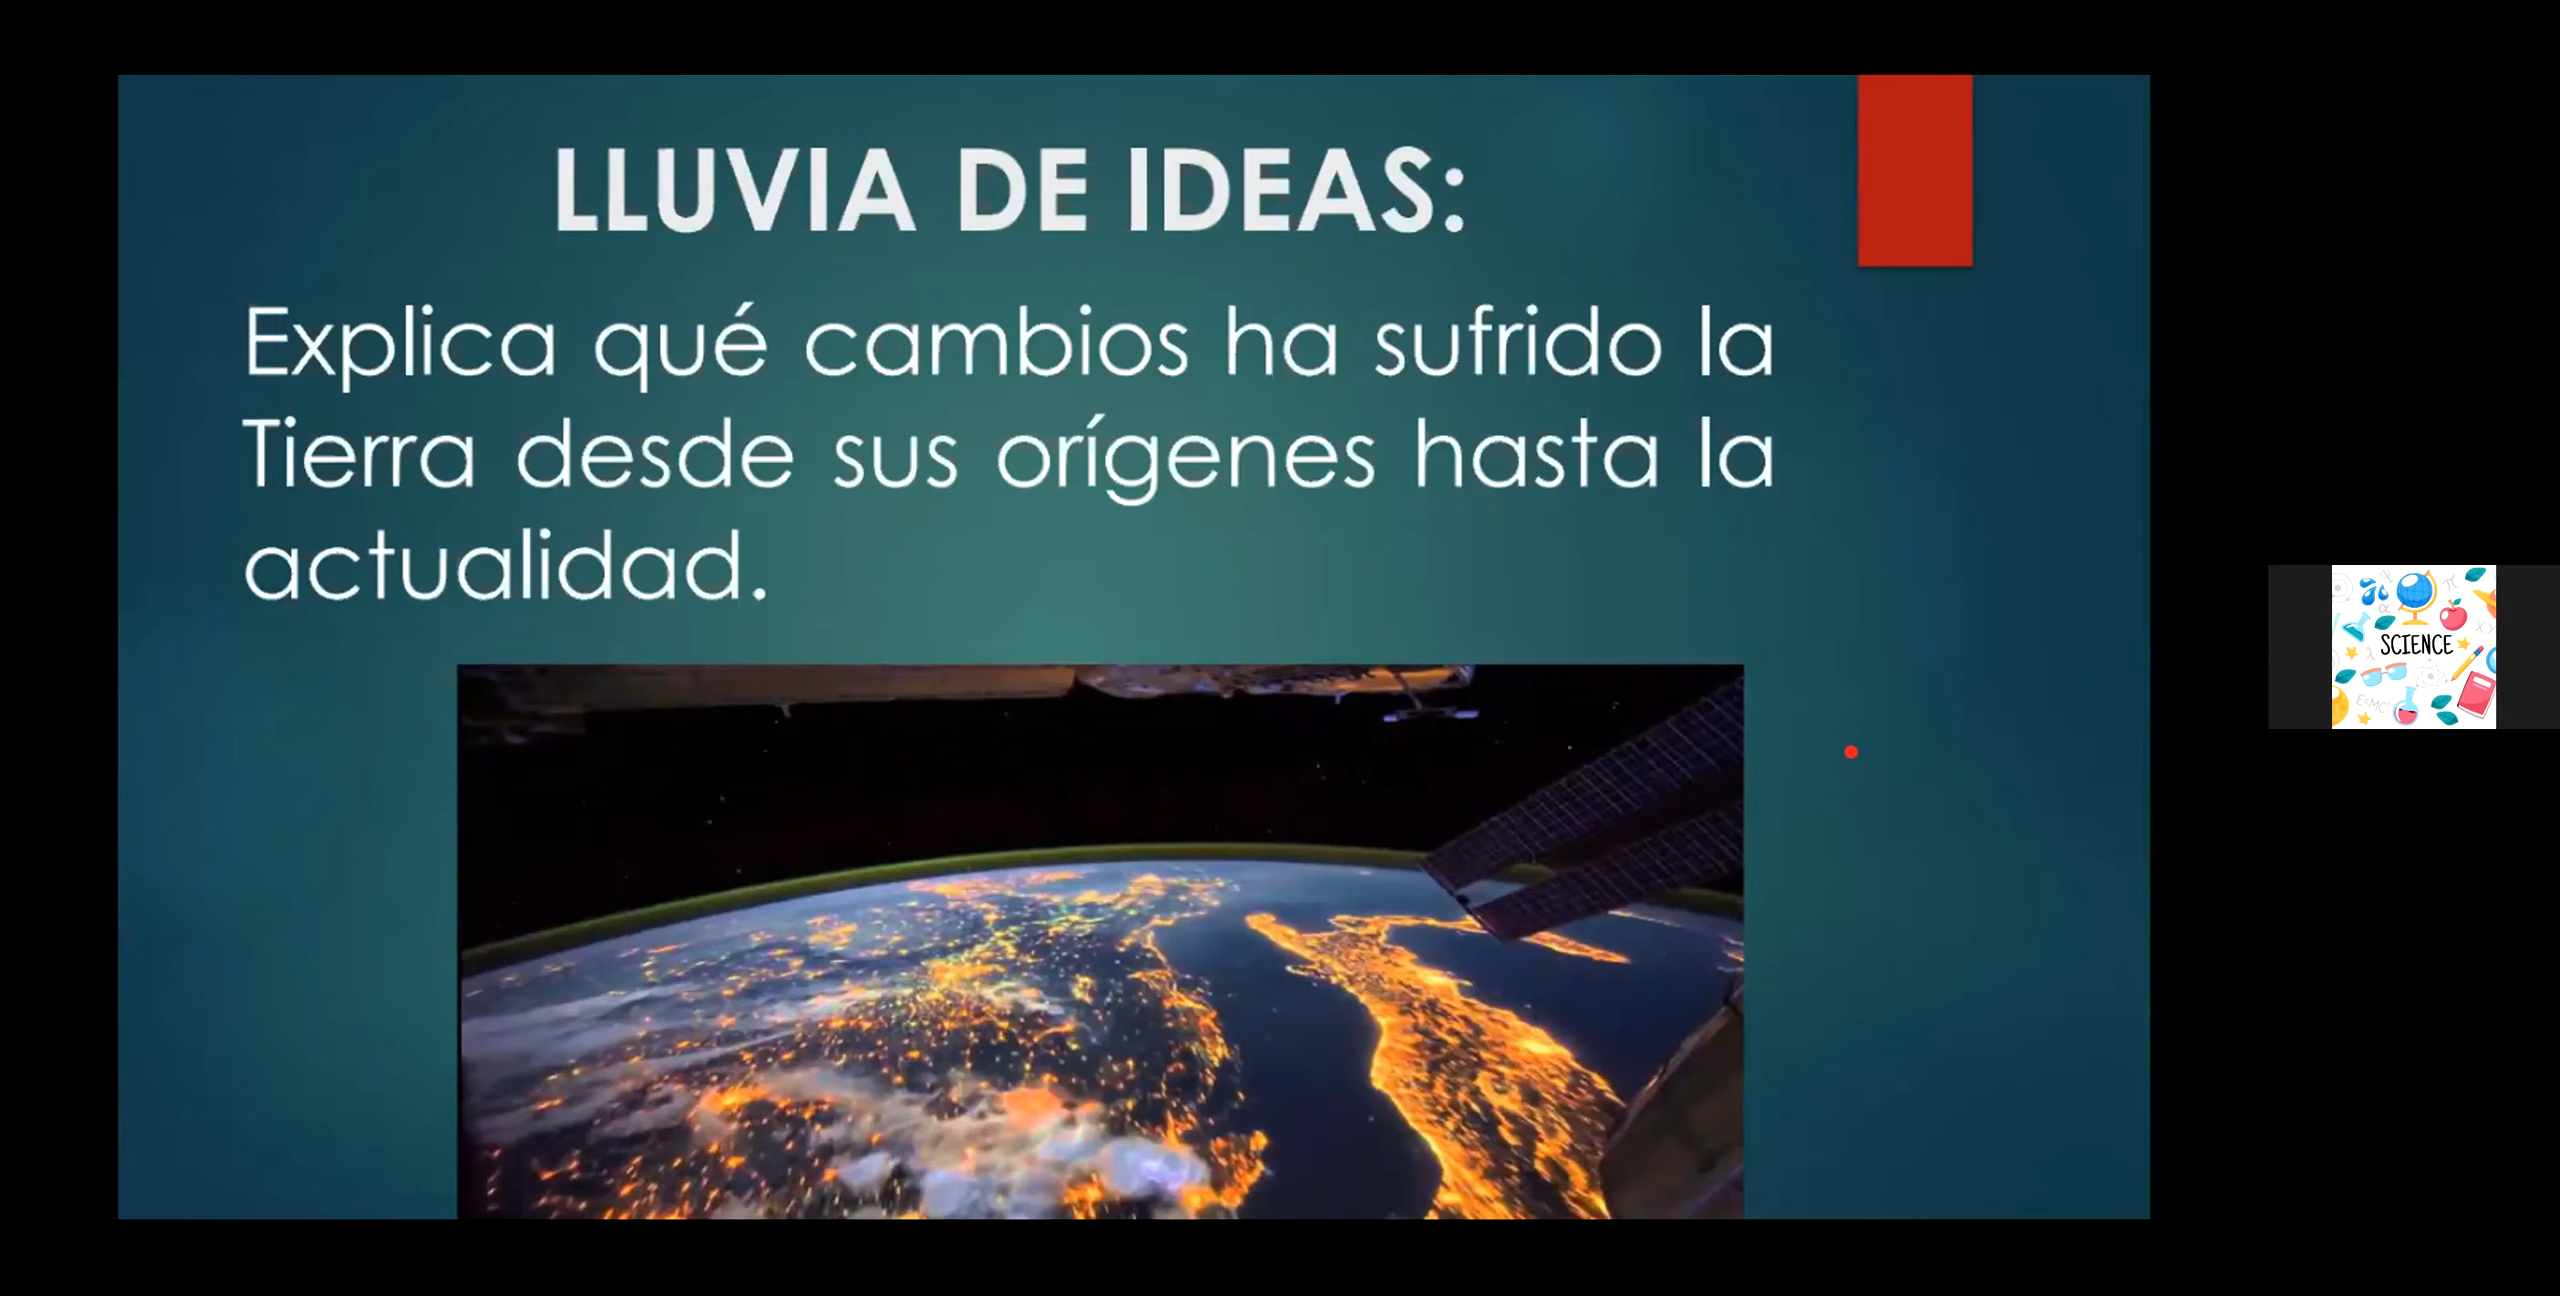 LLUVIA DE IDEAS:
Explica qué cambios ha sufrido la
Tierra desde sus orígenes hasta la
actualidad.
SCIENCE